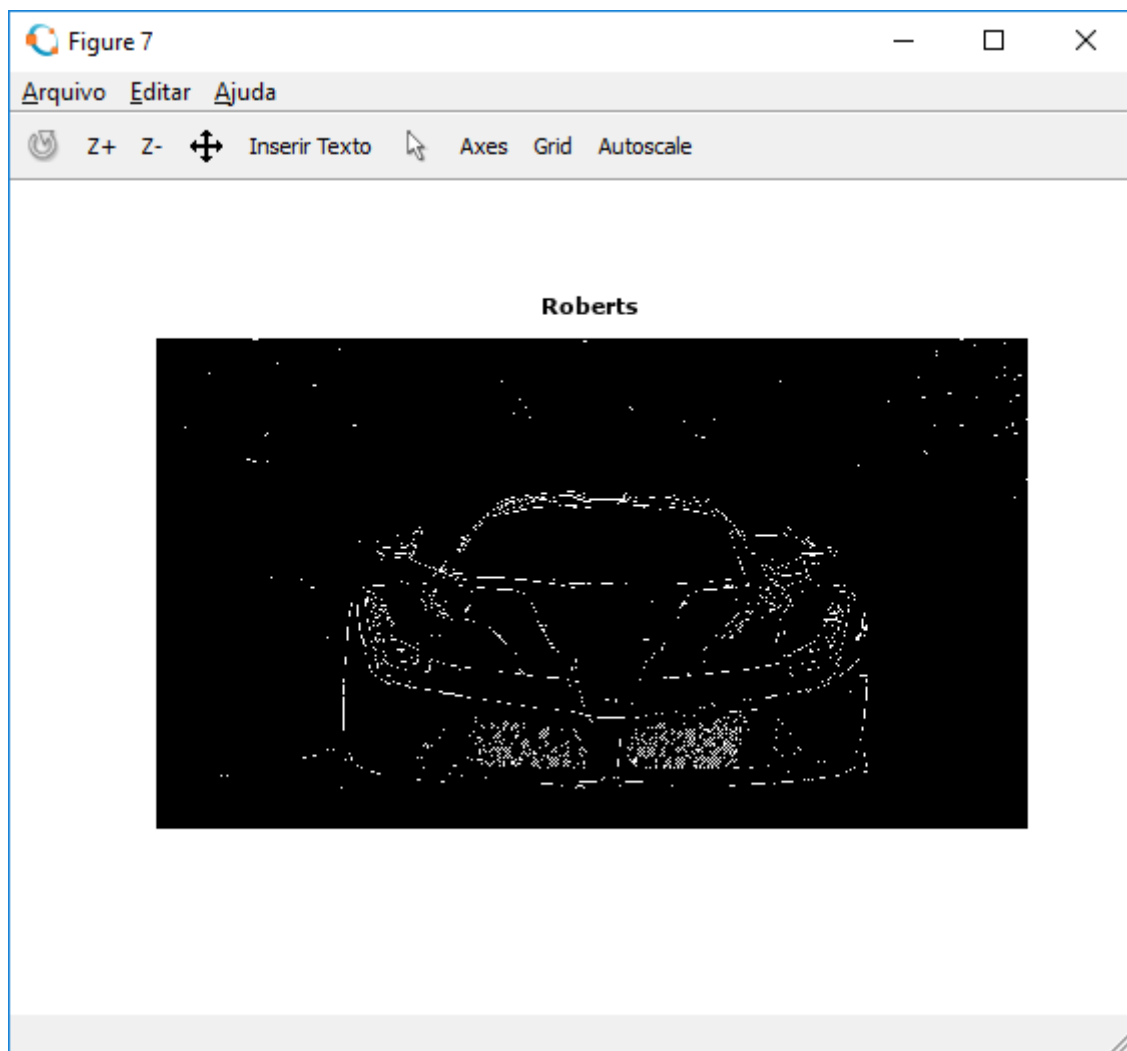 Figure 7
Arquivo Editar Ajuda
Z+ Z- Inserir Texto Axes Grid Autoscale
Roberts